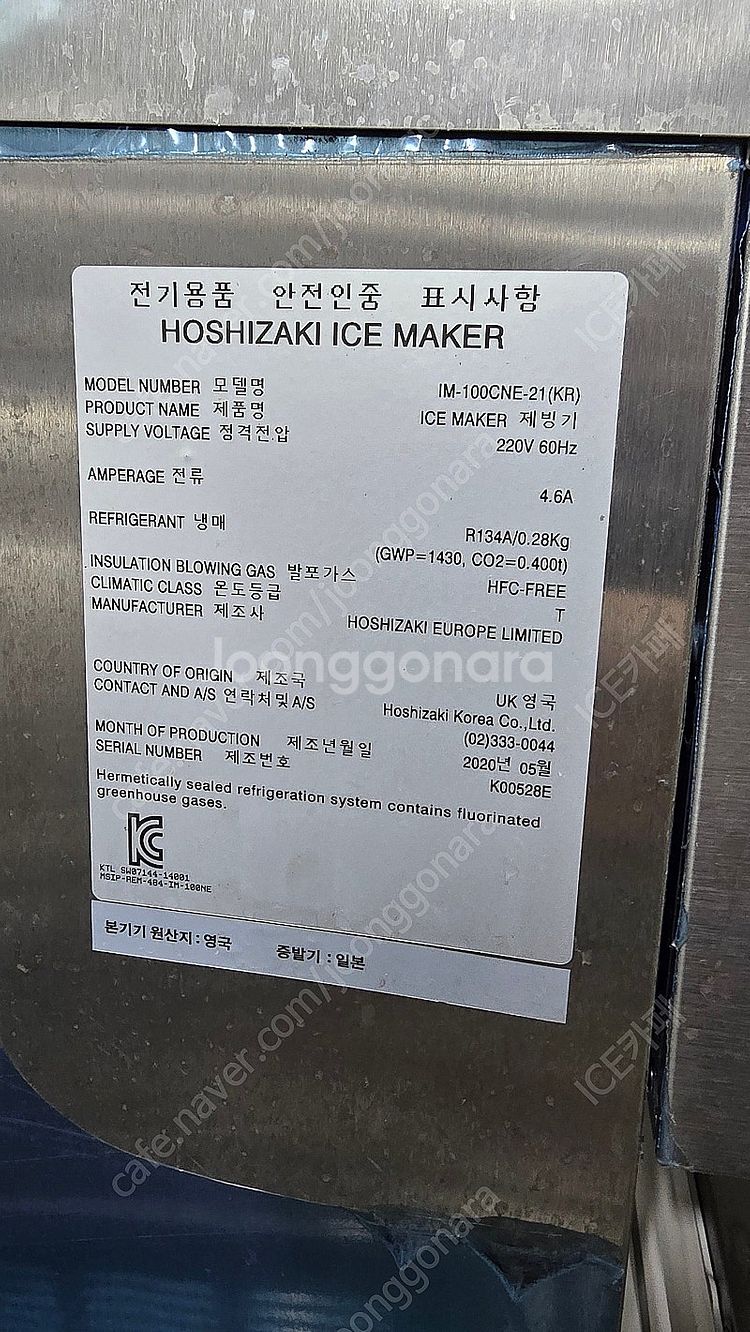 전기용품 안전인중 표시사항
HOSHIZAKI ICE MAKER
MODEL NUMBER 모델명 IM-100CNE-21(KR)
PRODUCT NAME 제품명 ICE MAKER 제빙기
SUPPLY VOLTAGE 정격전압 220V 60Hz
AMPERAGE 전류 4.6A
REFRIGERANT 냉매 R134A/0.28Kg
(GWP=1430, CO2=0.400t)
INSULATION BLOWING GAS 발포가스 HFC-FREE
CLIMATIC CLASS 온도등급 T
MANUFACTURER 제조사 HOSHIZAKI EUROPE LIMITED
COUNTRY OF ORIGIN 제조국 UK 영국
CONTACT AND A/S 연락처및A/S Hoshizaki Korea Co.,Ltd.
(02)333-0044
MONTH OF PRODUCTION 제조년월일 2020년 05월
SERIAL NUMBER 제조번호 K00528E
Hermetically sealed refrigeration system contains fluorinated
greenhouse gases.
KTL SW07144-14001
MSIP-REM-484-IM-100NE
본기기 원산지 : 영국 증발기 : 일본
Joonggonara
cafe.naver.com/joonggonara
ICE카페